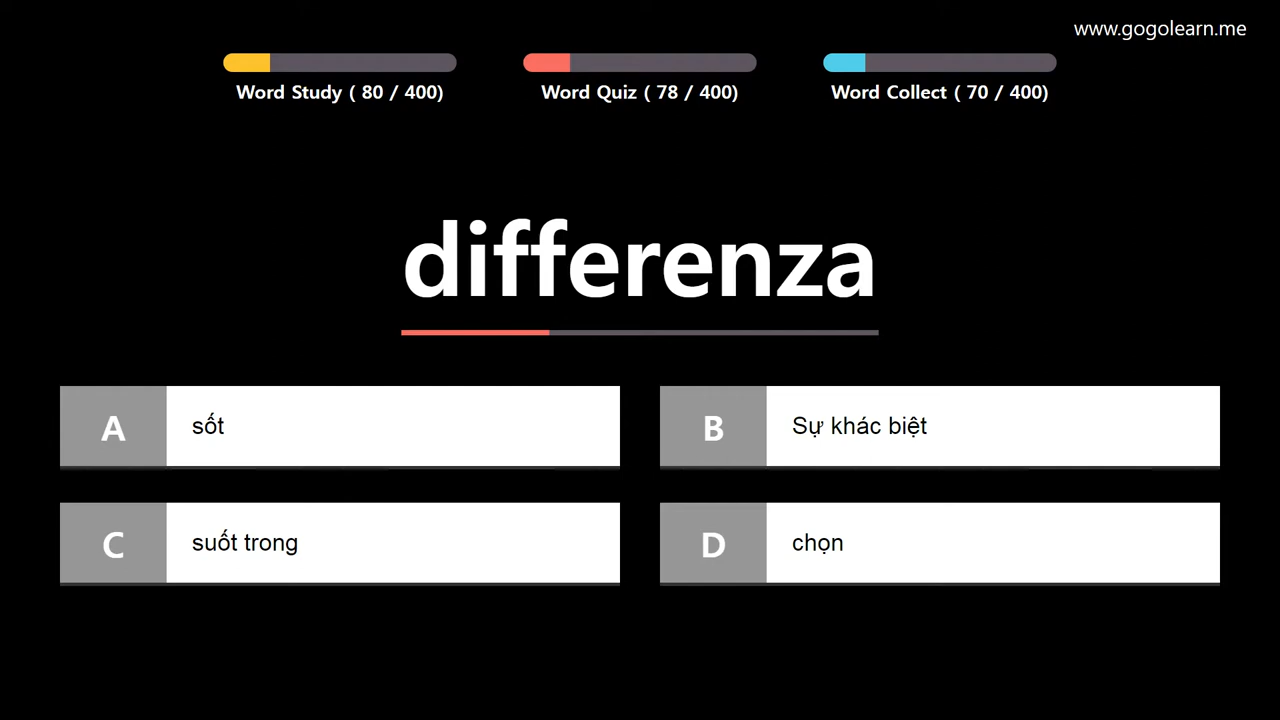 www.gogolearn.me
Word Study ( 80 / 400)
Word Quiz ( 78 / 400)
Word Collect ( 70 / 400)
differenza
A
sốt
B
Sự khác biệt
C
suốt trong
D
chọn